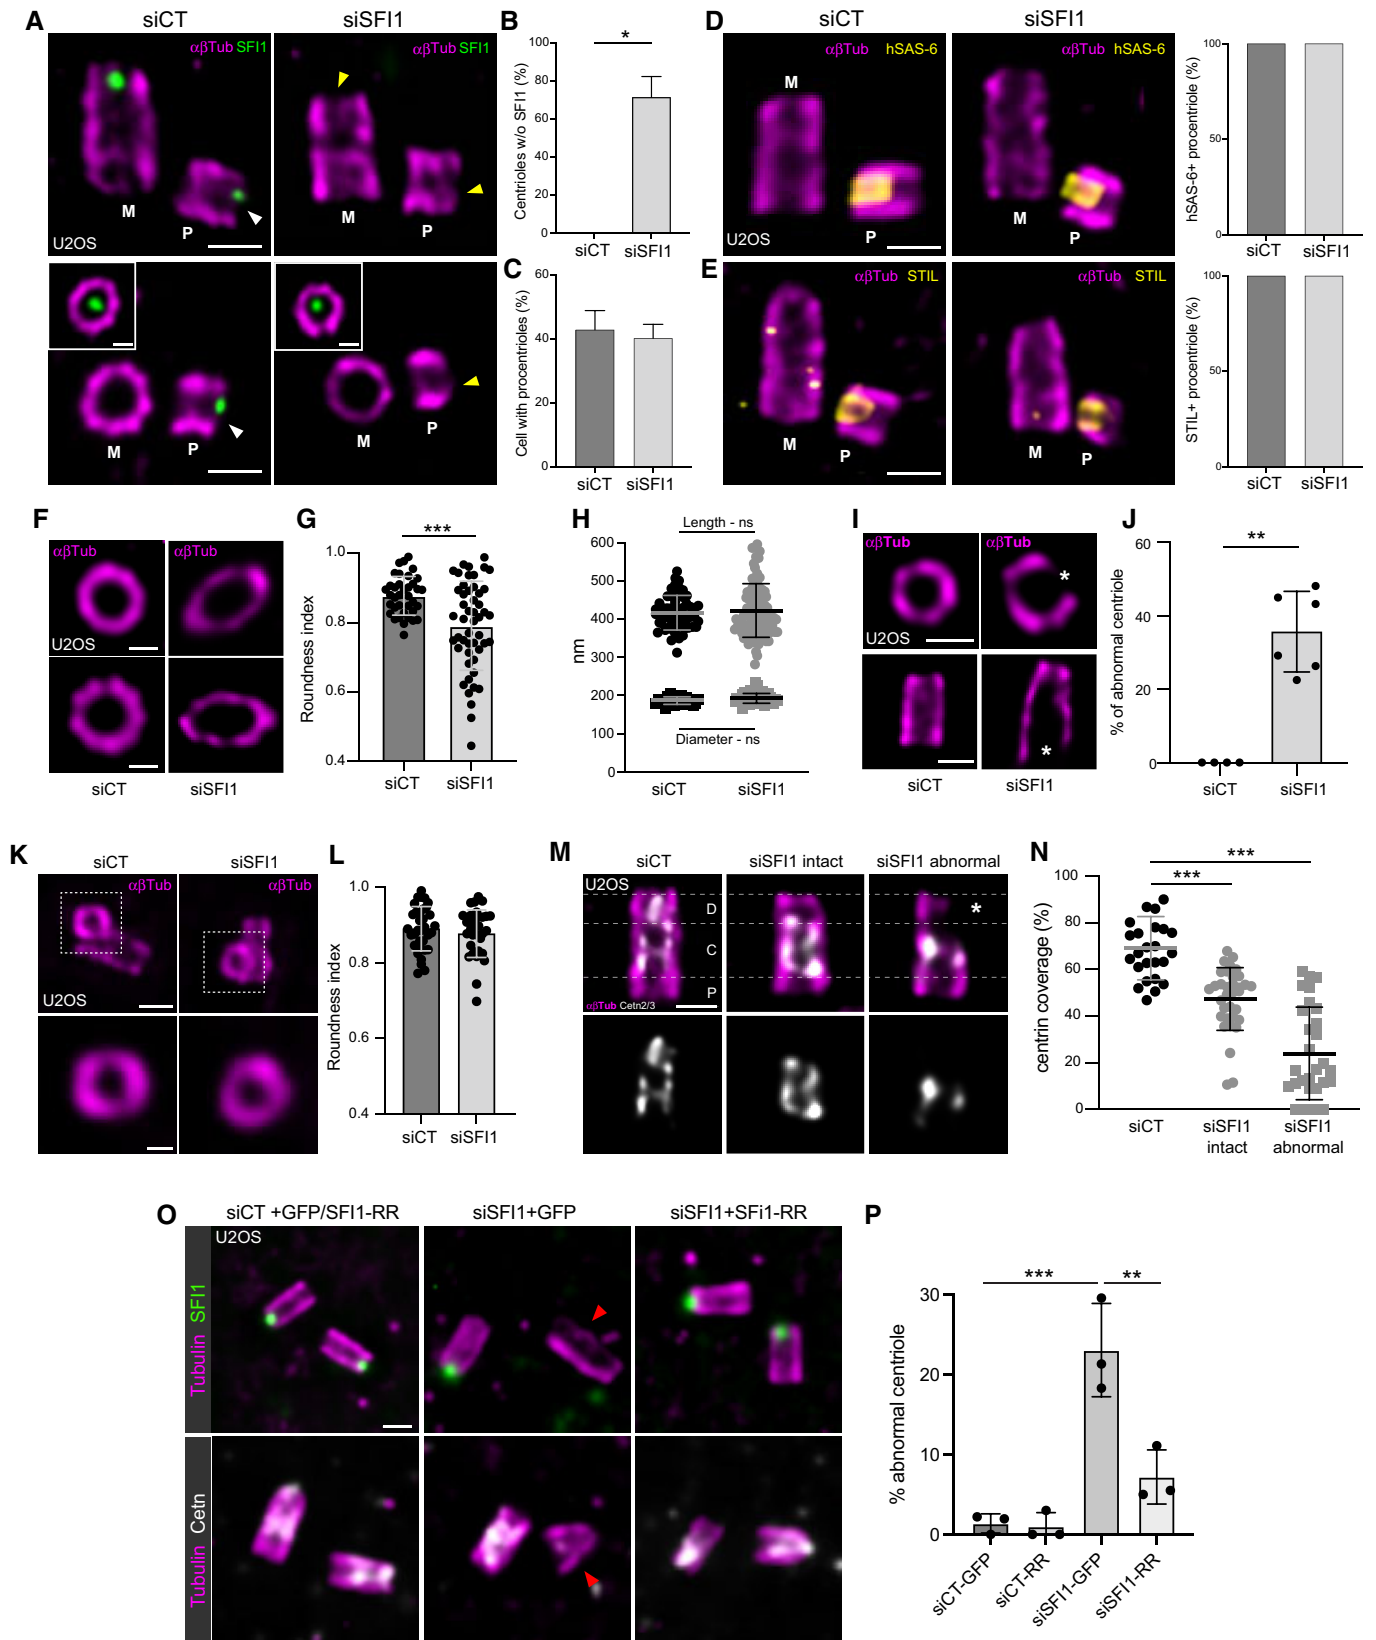 A
siCT
siSFI1
αβTub SFI1
αβTub SFI1
M
P
U2OS
M
P
M
P
M
P
B
*
100
80
60
40
20
0
Centrioles w/o SFI1 (%)
siCT
siSFI1
C
60
40
20
0
Cell with procentrioles (%)
siCT
siSFI1
D
siCT
siSFI1
αβTub hSAS-6
αβTub hSAS-6
M
P
U2OS
M
P
100
50
0
hSAS-6+ procentriole (%)
siCT
siSFI1
E
αβTub STIL
αβTub STIL
M
P
M
P
100
50
0
STIL+ procentriole (%)
siCT
siSFI1
F
αβTub
αβTub
U2OS
siCT
siSFI1
G
***
1.0
0.8
0.6
0.4
Roundness index
siCT
siSFI1
H
Length - ns
600
500
400
300
200
100
0
nm
Diameter - ns
siCT
siSFI1
I
αβTub
αβTub
*
U2OS
*
siCT
siSFI1
J
**
60
40
20
0
% of abnormal centriole
siCT
siSFI1
K
siCT
siSFI1
αβTub
αβTub
U2OS
L
1.0
0.8
0.6
0.4
Roundness index
siCT
siSFI1
M
siCT
siSFI1 intact
siSFI1 abnormal
U2OS
D
*
C
P
αβTub Cetn2/3
N
***
***
100
80
60
40
20
0
centrin coverage (%)
siCT
siSFI1
intact
siSFI1
abnormal
O
siCT +GFP/SFI1-RR
siSFI1+GFP
siSFI1+SFi1-RR
U2OS
Tubulin SFI1
Tubulin Cetn
P
***
**
30
20
10
0
% abnormal centriole
siCT-GFP
siCT-RR
siSFI1-GFP
siSFI1-RR